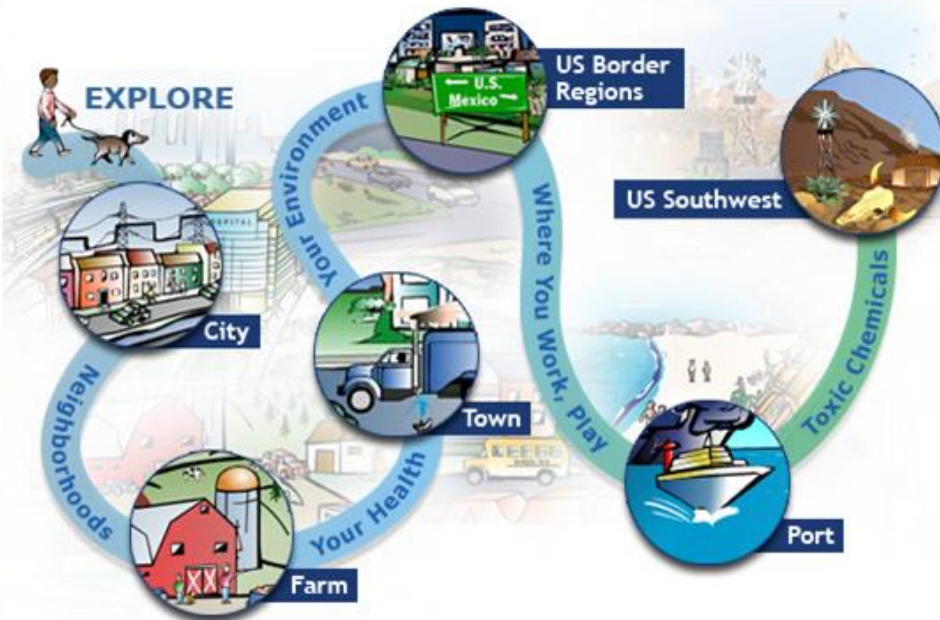 EXPLORE
HOSPITAL
City
Neighborhoods
Farm
Your Health
Town
Your Environment
← U.S.
Mexico →
US Border
Regions
Where You Work, Play
Port
Toxic Chemicals
US Southwest